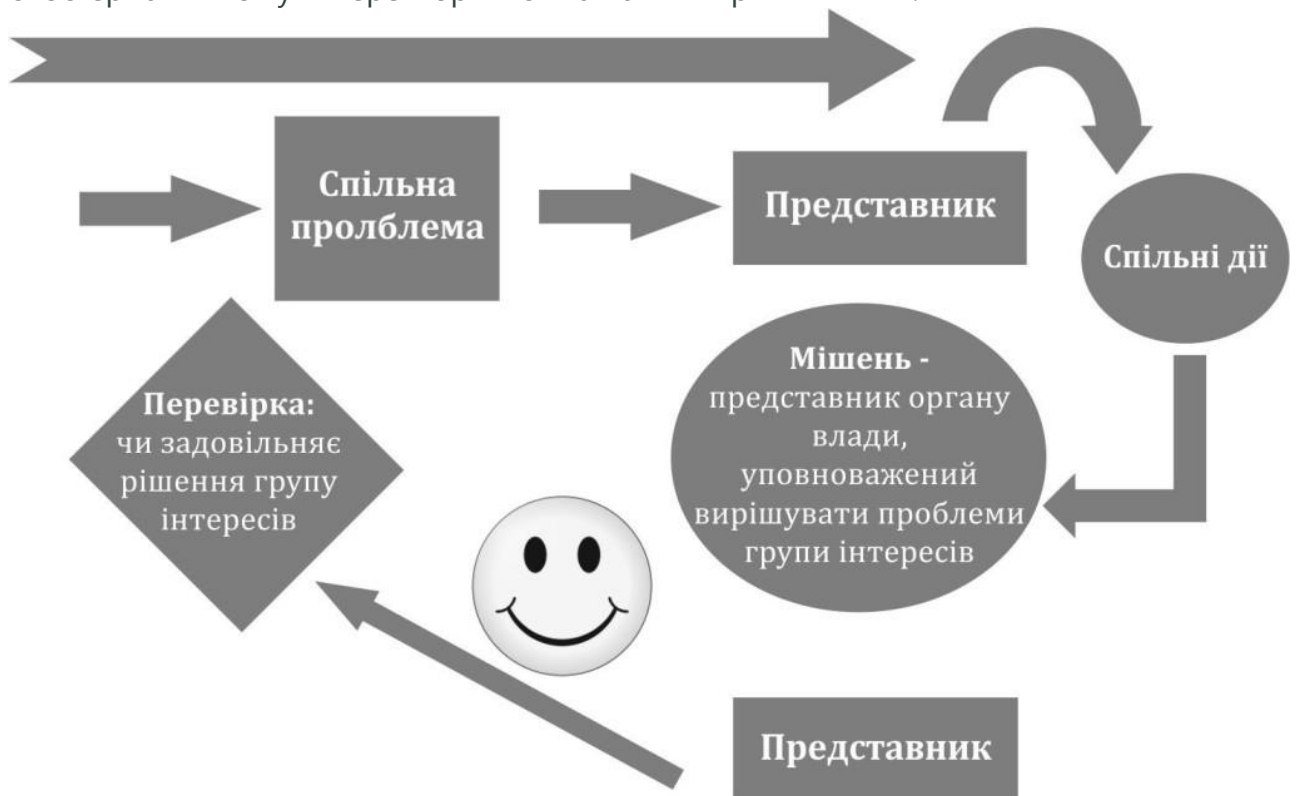 Спільна
пролблема
Представник
Спільні дії
Мішень -
представник органу
влади,
уповноважений
вирішувати проблеми
групи інтересів
Перевірка:
чи задовільняє
рішення групу
інтересів
Представник